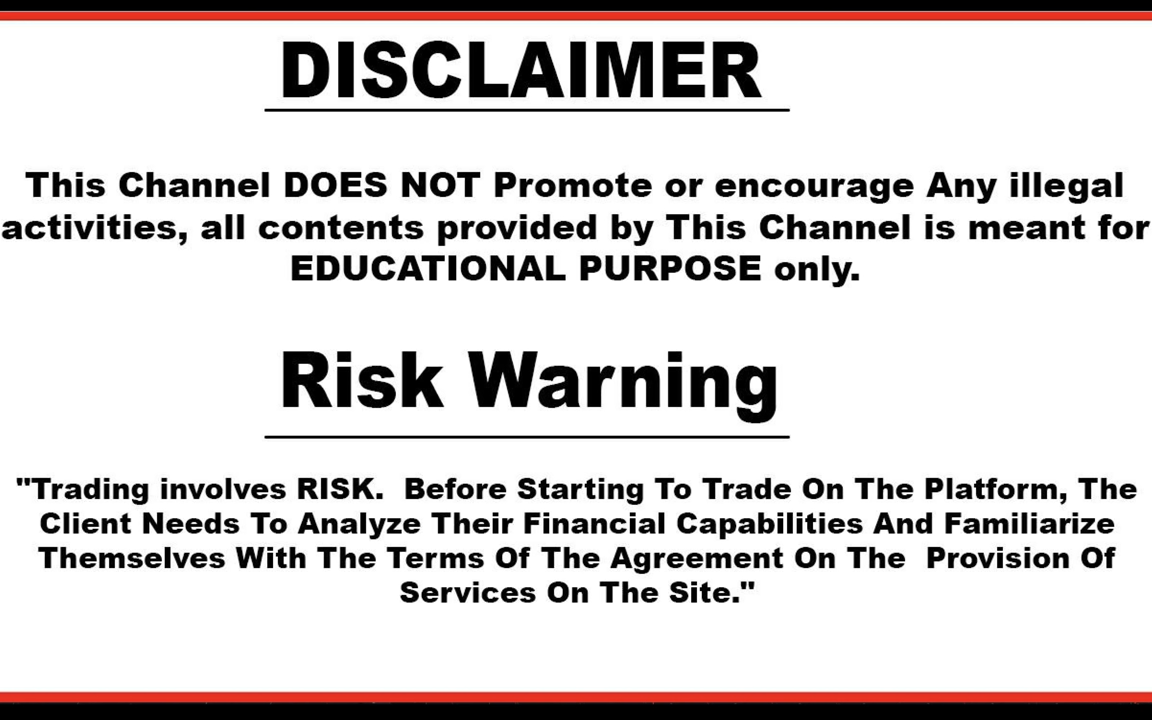 DISCLAIMER
This Channel DOES NOT Promote or encourage Any illegal
activities, all contents provided by This Channel is meant for
EDUCATIONAL PURPOSE only.
Risk Warning
"Trading involves RISK.  Before Starting To Trade On The Platform, The
Client Needs To Analyze Their Financial Capabilities And Familiarize
Themselves With The Terms Of The Agreement On The  Provision Of
Services On The Site."